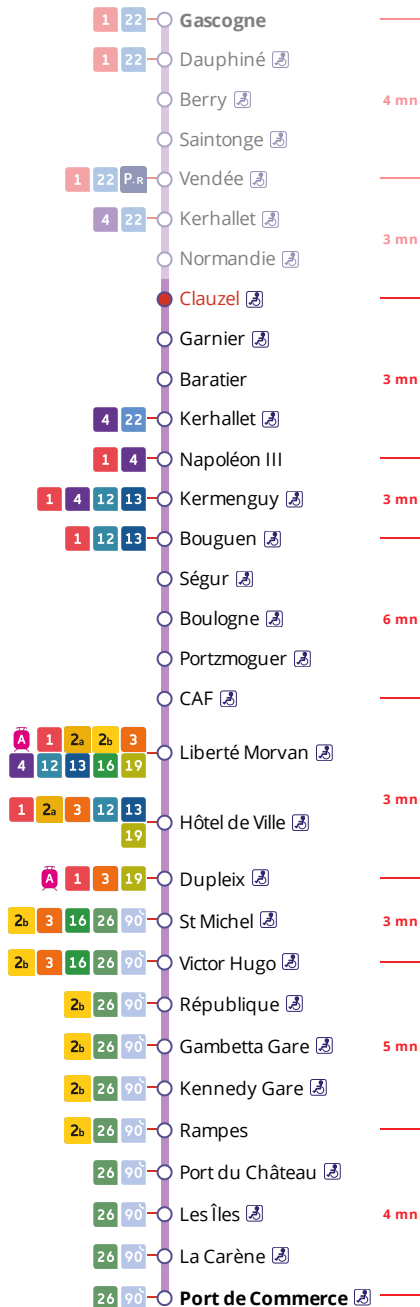 1 22 Gascogne
1 22 Dauphiné
Berry 4 mn
Saintonge
1 22 P+R Vendée
4 22 Kerhallet
3 mn
Normandie
Clauzel
Garnier
Baratier 3 mn
4 22 Kerhallet
1 4 Napoléon III
1 4 12 13 Kermenguy 3 mn
1 12 13 Bouguen
Ségur
Boulogne 6 mn
Portzmoguer
CAF
A 1 2a 2b 3
4 12 13 16 19 Liberté Morvan
3 mn
1 2a 3 12 13
19 Hôtel de Ville
A 1 3 19 Dupleix
2b 3 16 26 90 St Michel 3 mn
2b 3 16 26 90 Victor Hugo
2b 26 90 République
2b 26 90 Gambetta Gare 5 mn
2b 26 90 Kennedy Gare
2b 26 90 Rampes
26 90 Port du Château
26 90 Les Îles 4 mn
26 90 La Carène
26 90 Port de Commerce